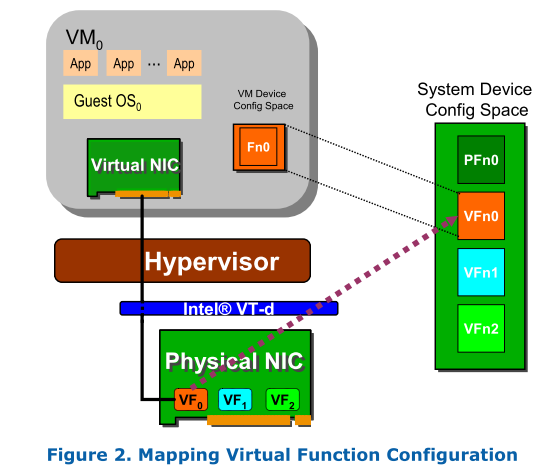 VM0
App App ... App
Guest OS0
VM Device
Config Space
Fn0
Virtual NIC
System Device
Config Space
PFn0
VFn0
VFn1
VFn2
Hypervisor
Intel® VT-d
Physical NIC
VF0 VF1 VF2
Figure 2. Mapping Virtual Function Configuration